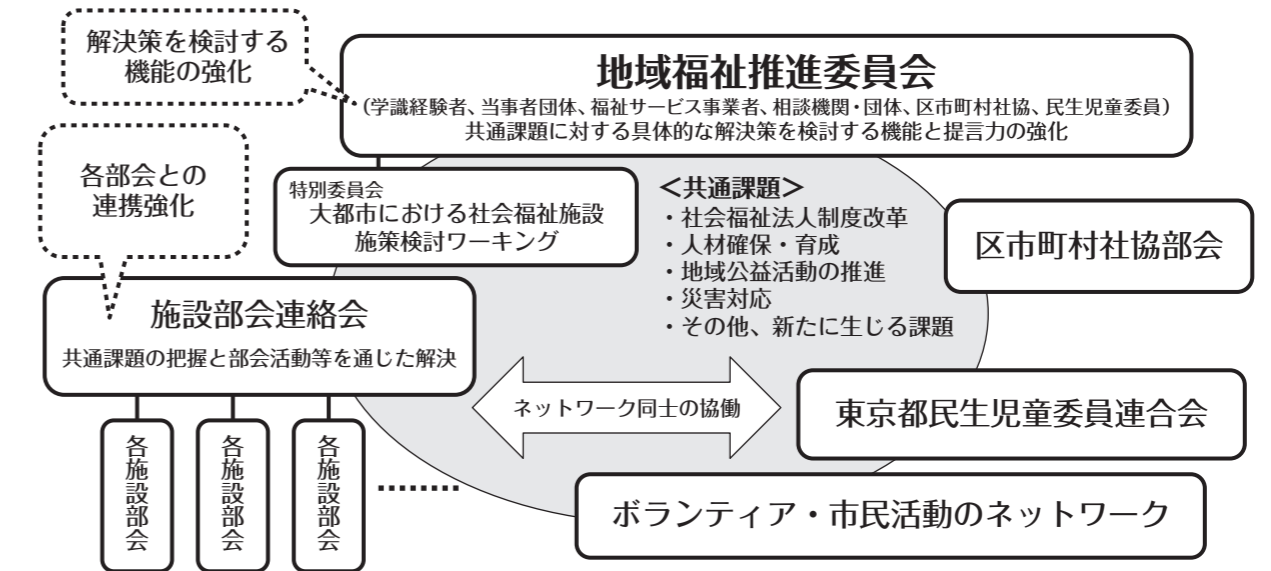 解決策を検討する
機能の強化
地域福祉推進委員会
(学識経験者、当事者団体、福祉サービス事業者、相談機関・団体、区市町村社協、民生児童委員)
共通課題に対する具体的な解決策を検討する機能と提言力の強化
各部会との
連携強化
特別委員会
大都市における社会福祉施設
施策検討ワーキング
＜共通課題＞
・社会福祉法人制度改革
・人材確保・育成
・地域公益活動の推進
・災害対応
・その他、新たに生じる課題
区市町村社協部会
施設部会連絡会
共通課題の把握と部会活動等を通じた解決
ネットワーク同士の協働
東京都民生児童委員連合会
各施設部会
各施設部会
各施設部会
ボランティア・市民活動のネットワーク